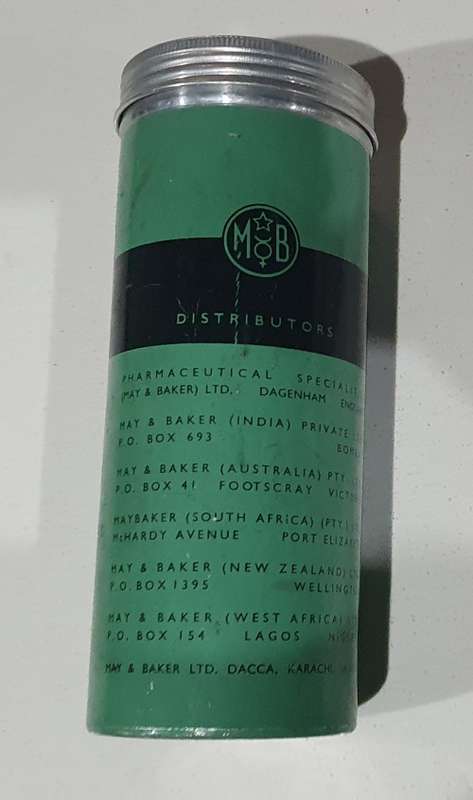 M B
DISTRIBUTORS
PHARMACEUTICAL
(MAY & BAKER) LTD. DAGENHAM
MAY & BAKER (INDIA) PRIVATE
P.O. BOX 693
MAY & BAKER (AUSTRALIA) PTY.
P.O. BOX 41 FOOTSCRAY
MAYBAKER (SOUTH AFRICA) (PTY.)
McHARDY AVENUE PORT
MAY & BAKER (NEW ZEALAND)
P.O. BOX 1395
MAY & BAKER (WEST AFRICA)
P.O. BOX 154 LAGOS
MAY & BAKER LTD. DACCA, KARACHI,